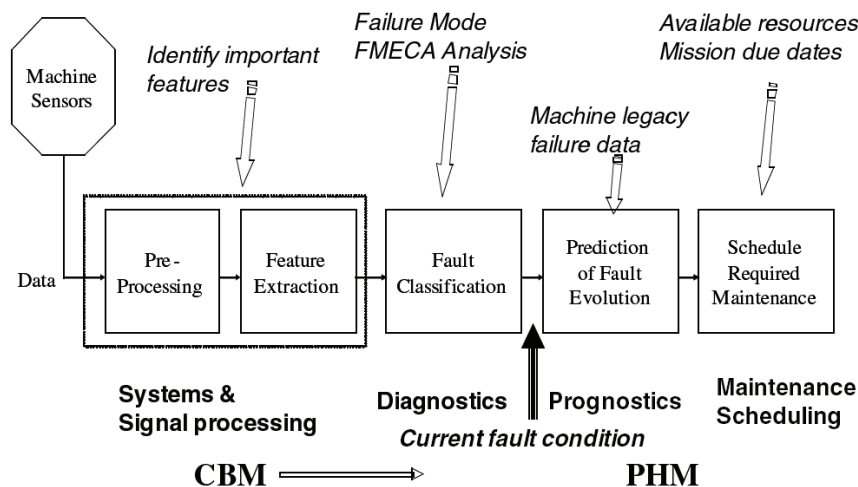 Machine
Sensors
Identify important
features
Failure Mode
FMECA Analysis
Available resources
Mission due dates
Machine legacy
failure data
Data
Pre-
Processing
Feature
Extraction
Fault
Classification
Prediction
of Fault
Evolution
Schedule
Required
Maintenance
Systems &
Signal processing
Diagnostics
Prognostics
Maintenance
Scheduling
Current fault condition
CBM
PHM